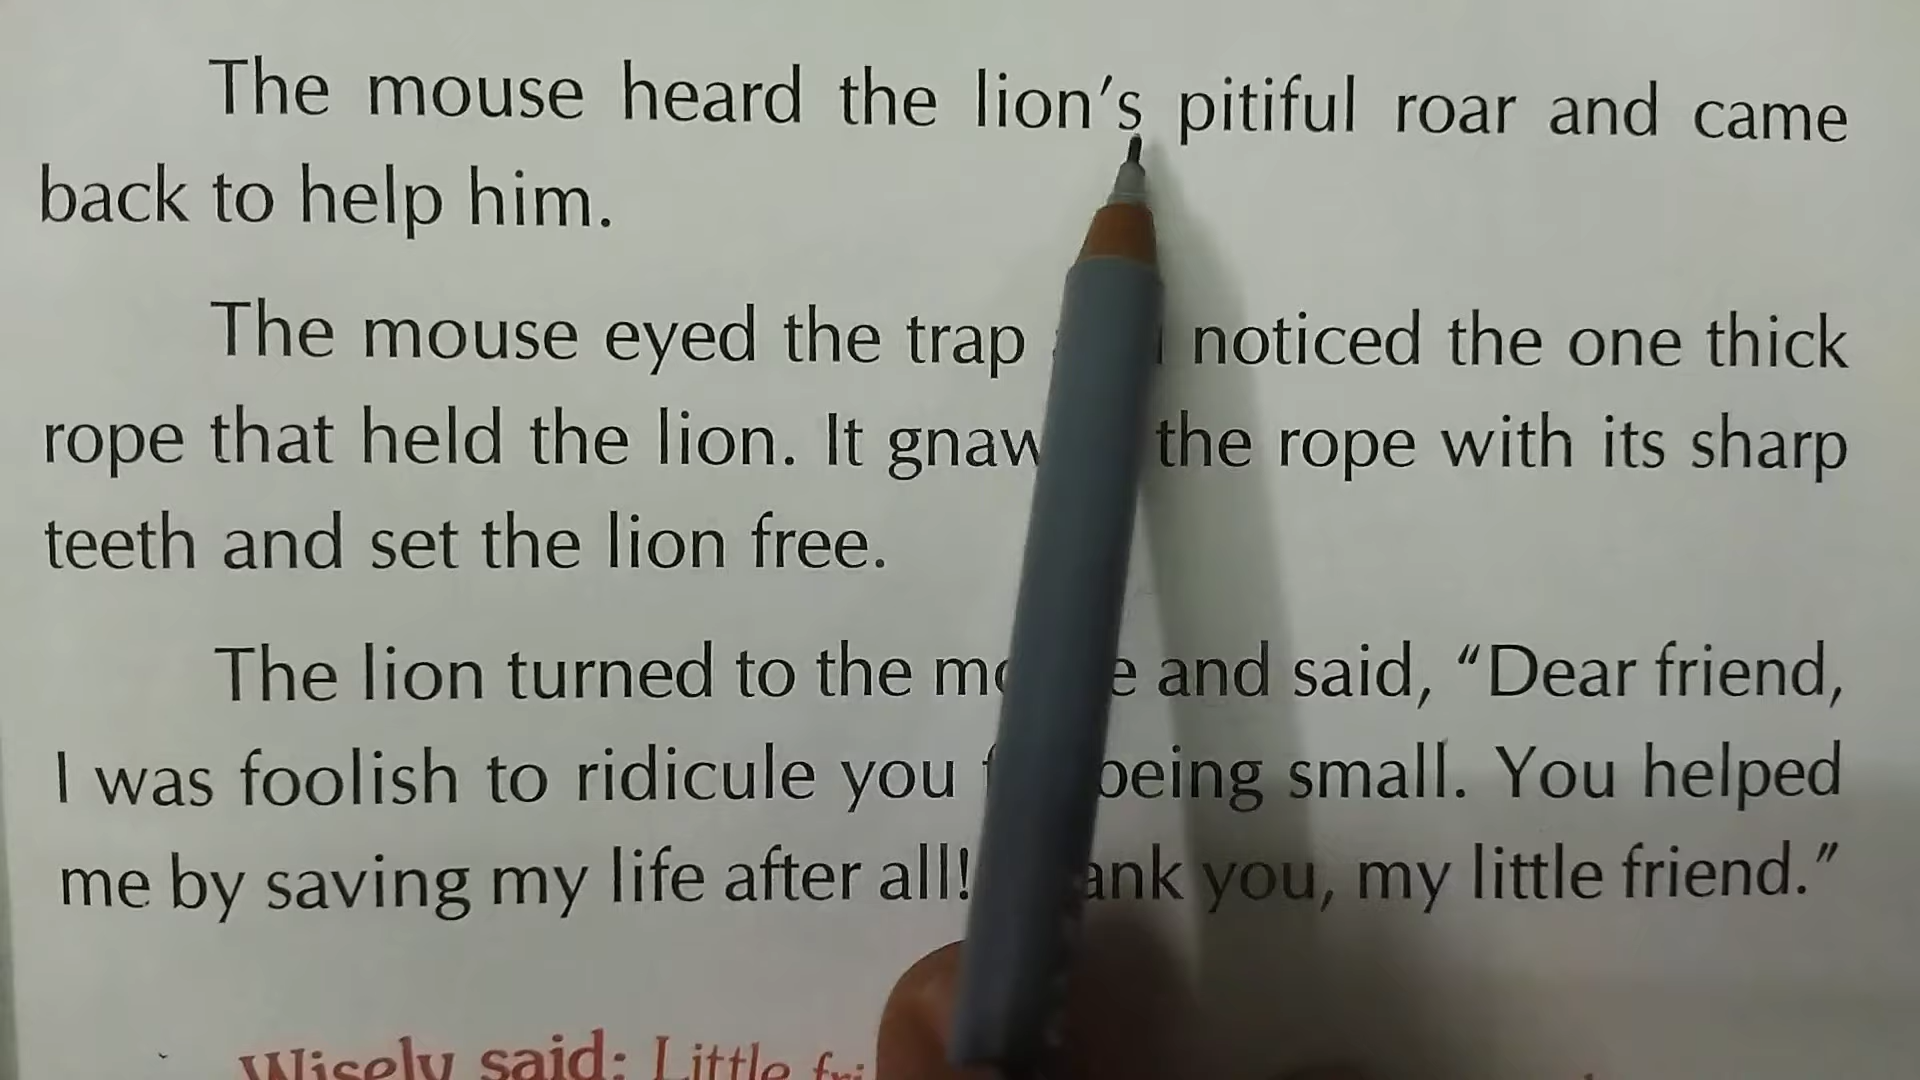 The mouse heard the lion's pitiful roar and came
back to help him.
The mouse eyed the trap noticed the one thick
rope that held the lion. It the rope with its sharp
teeth and set the lion free.
The lion turned to the and said, “Dear friend,
I was foolish to ridicule you being small. You helped
me by saving my life after all! you, my little friend.”
Wisely said: Little